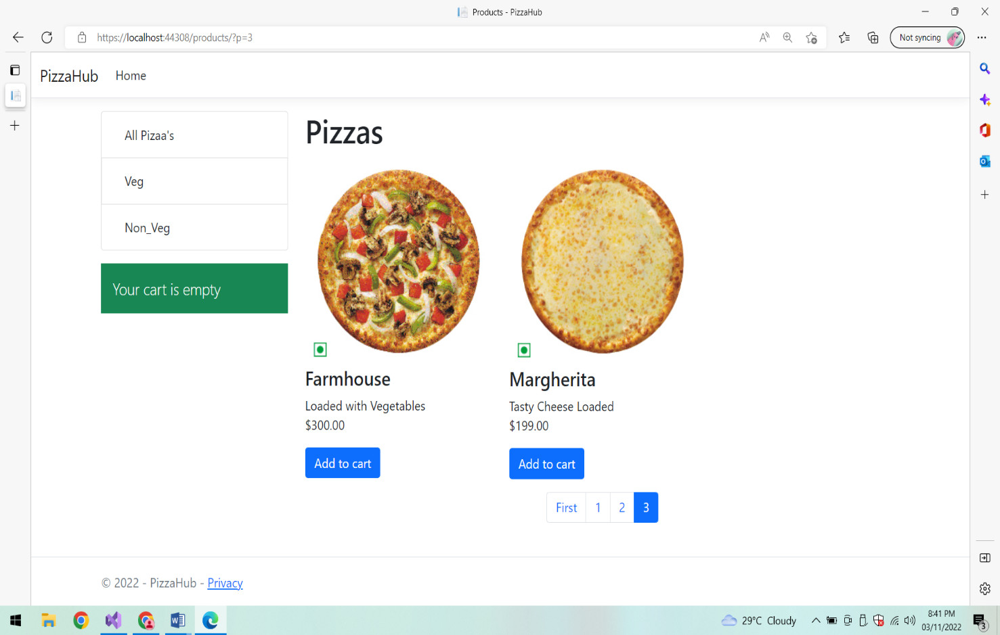 Products - PizzaHub
https://localhost:44308/products/?p=3
Not syncing
PizzaHub Home
All Pizaa's
Veg
Non_Veg
Your cart is empty
Pizzas
Farmhouse
Loaded with Vegetables
$300.00
Add to cart
Margherita
Tasty Cheese Loaded
$199.00
Add to cart
First 1 2 3
© 2022 - PizzaHub - Privacy
29°C Cloudy
8:41 PM
03/11/2022
3